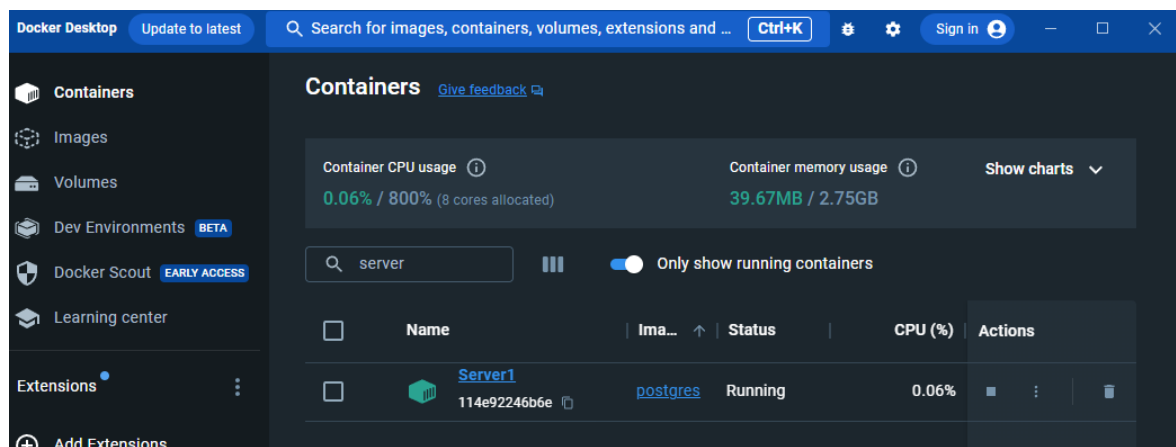 Docker Desktop Update to latest Search for images, containers, volumes, extensions and ... Ctrl+K Sign in
Containers
Images
Volumes
Dev Environments BETA
Docker Scout EARLY ACCESS
Learning center
Extensions
Add Extensions
Containers Give feedback
Container CPU usage
0.06% / 800% (8 cores allocated)
Container memory usage
39.67MB / 2.75GB
Show charts
server
Only show running containers
Name Ima... Status CPU (%) Actions
Server1 postgres Running 0.06%
114e92246b6e